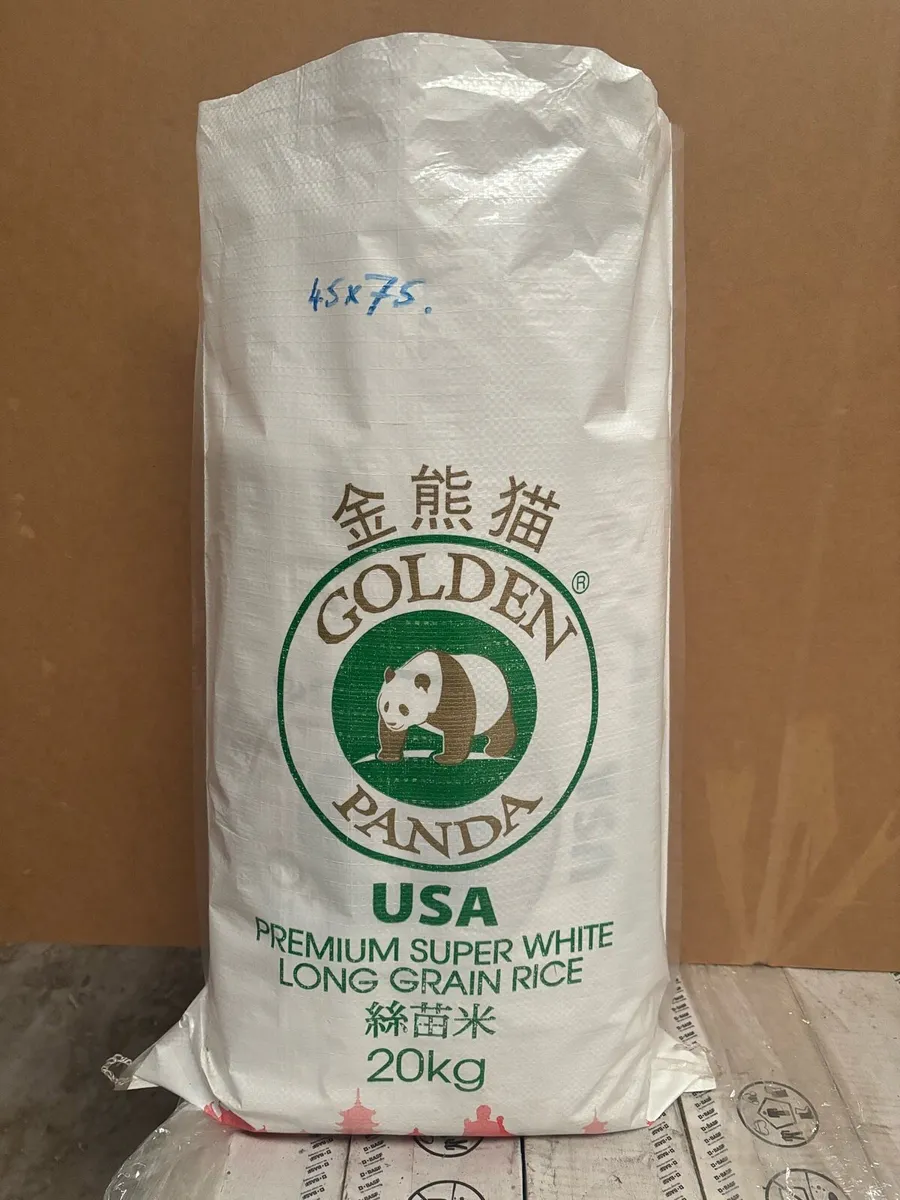 45x75.
金熊猫
GOLDEN
®
PANDA
USA
PREMIUM SUPER WHITE
LONG GRAIN RICE
絲苗米
20kg